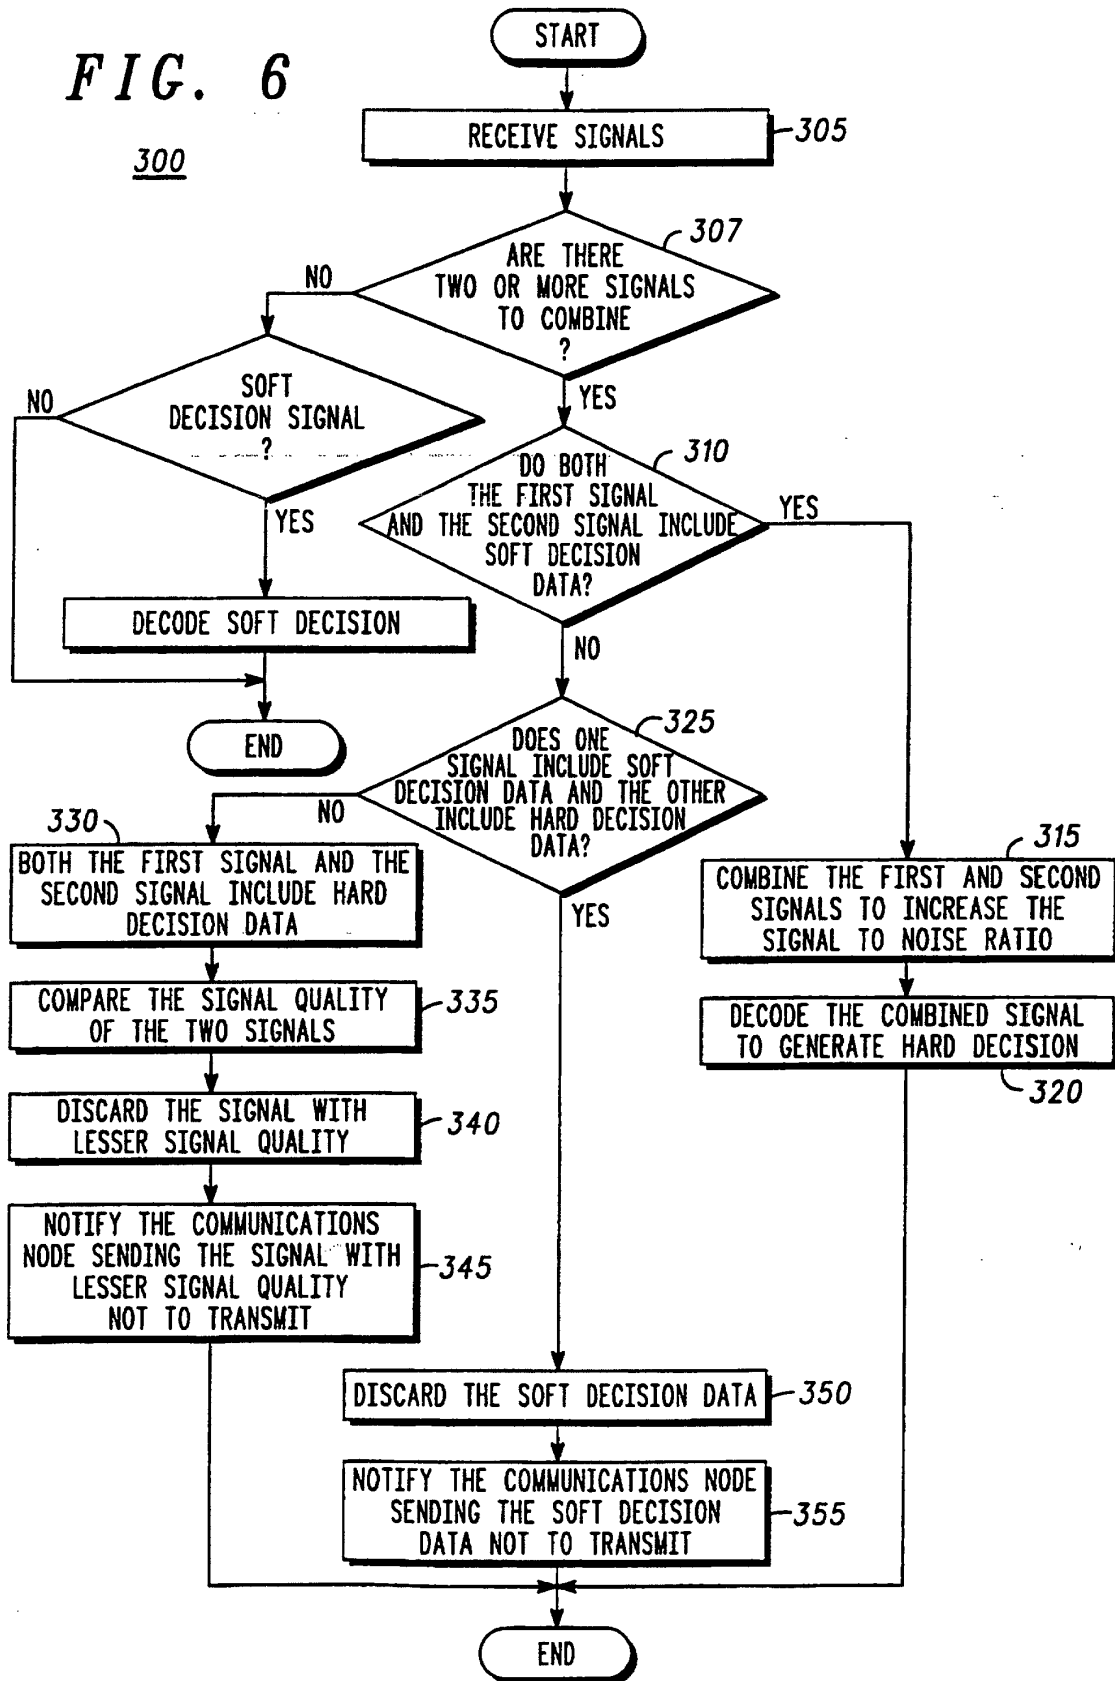 FIG. 6
300
START
RECEIVE SIGNALS
305
307
ARE THERE
TWO OR MORE SIGNALS
TO COMBINE
?
NO
YES
SOFT
DECISION SIGNAL
?
NO
YES
DECODE SOFT DECISION
END
310
DO BOTH
THE FIRST SIGNAL
AND THE SECOND SIGNAL INCLUDE
SOFT DECISION
DATA?
YES
NO
325
DOES ONE
SIGNAL INCLUDE SOFT
DECISION DATA AND THE OTHER
INCLUDE HARD DECISION
DATA?
NO
YES
330
BOTH THE FIRST SIGNAL AND THE
SECOND SIGNAL INCLUDE HARD
DECISION DATA
COMPARE THE SIGNAL QUALITY
OF THE TWO SIGNALS
335
DISCARD THE SIGNAL WITH
LESSER SIGNAL QUALITY
340
NOTIFY THE COMMUNICATIONS
NODE SENDING THE SIGNAL WITH
LESSER SIGNAL QUALITY
NOT TO TRANSMIT
345
315
COMBINE THE FIRST AND SECOND
SIGNALS TO INCREASE THE
SIGNAL TO NOISE RATIO
DECODE THE COMBINED SIGNAL
TO GENERATE HARD DECISION
320
DISCARD THE SOFT DECISION DATA
350
NOTIFY THE COMMUNICATIONS NODE
SENDING THE SOFT DECISION
DATA NOT TO TRANSMIT
355
END